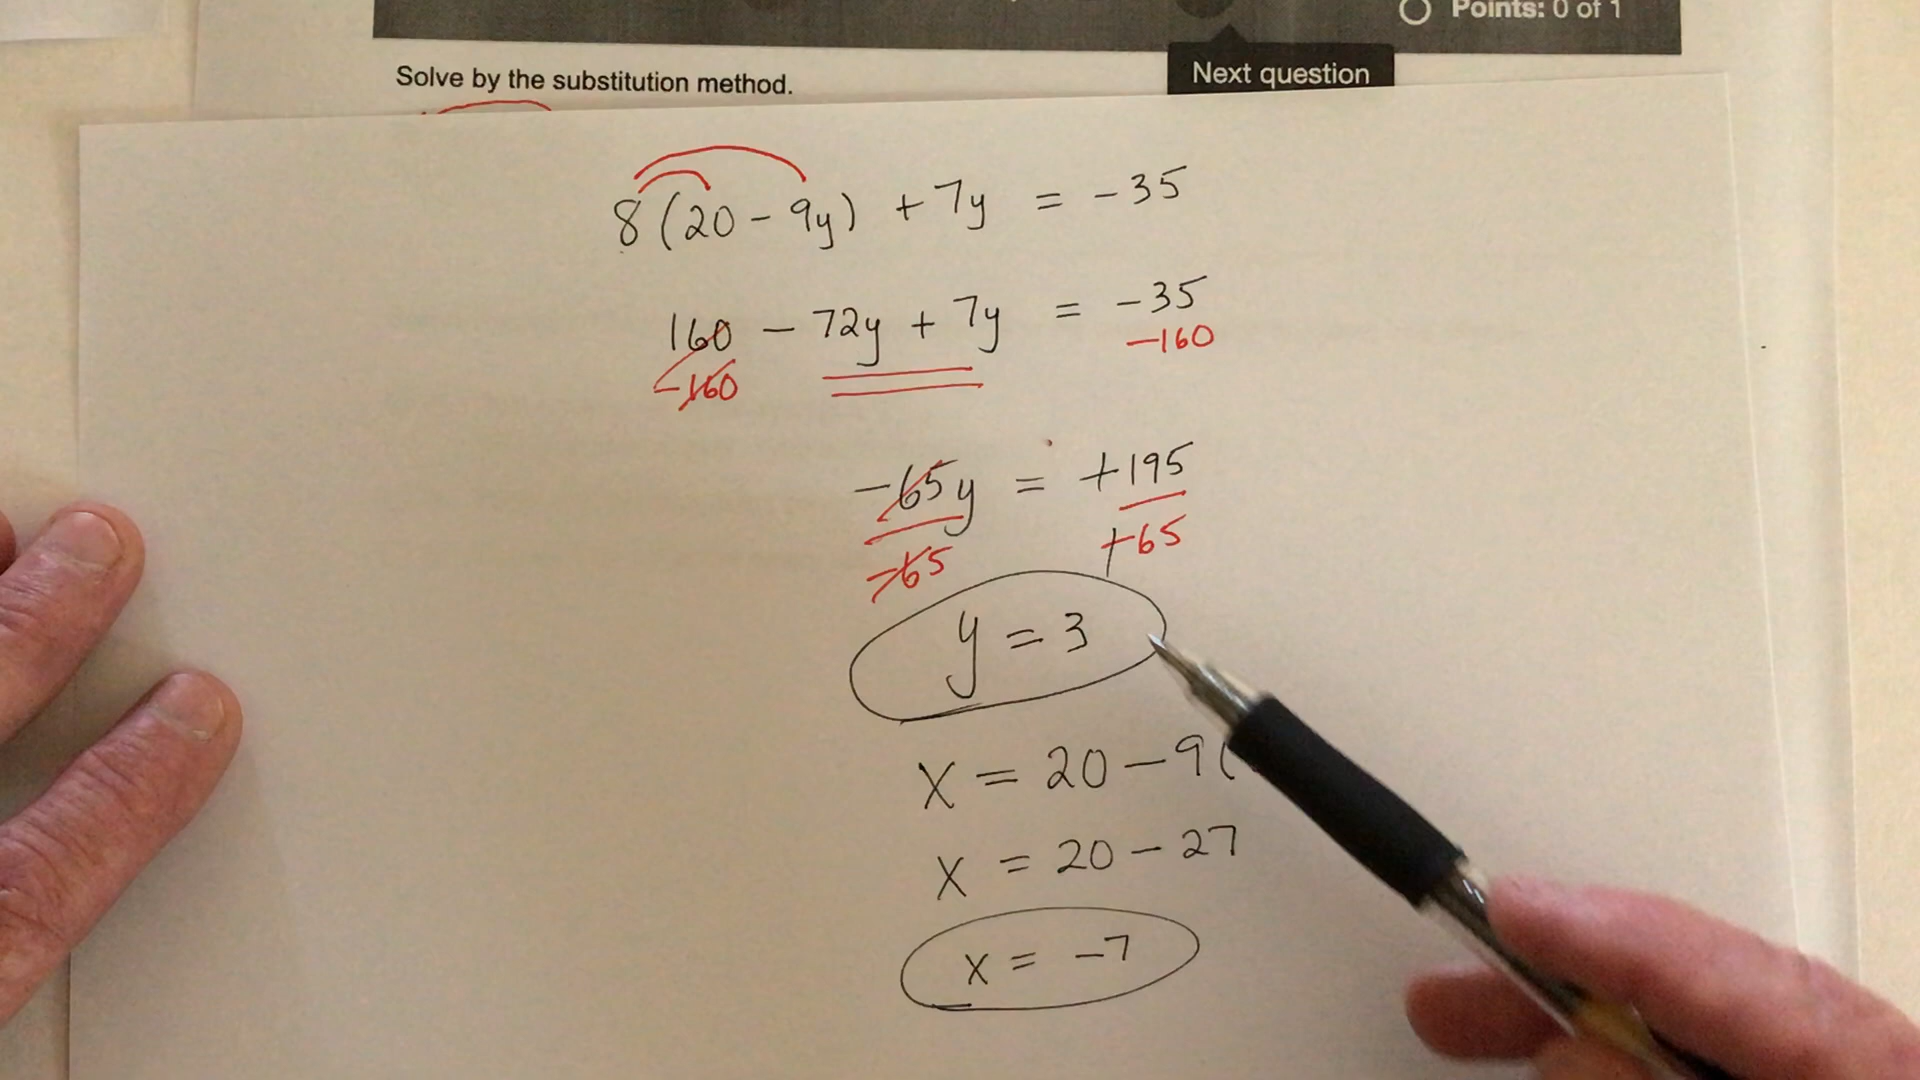 Points: 0 of 1
Next question
Solve by the substitution method.
8(20 - 9y) + 7y = -35
160 - 72y + 7y = -35
-160 -160
-65y = +195
-65 +65
y = 3
x = 20 - 9(
x = 20 - 27
x = -7